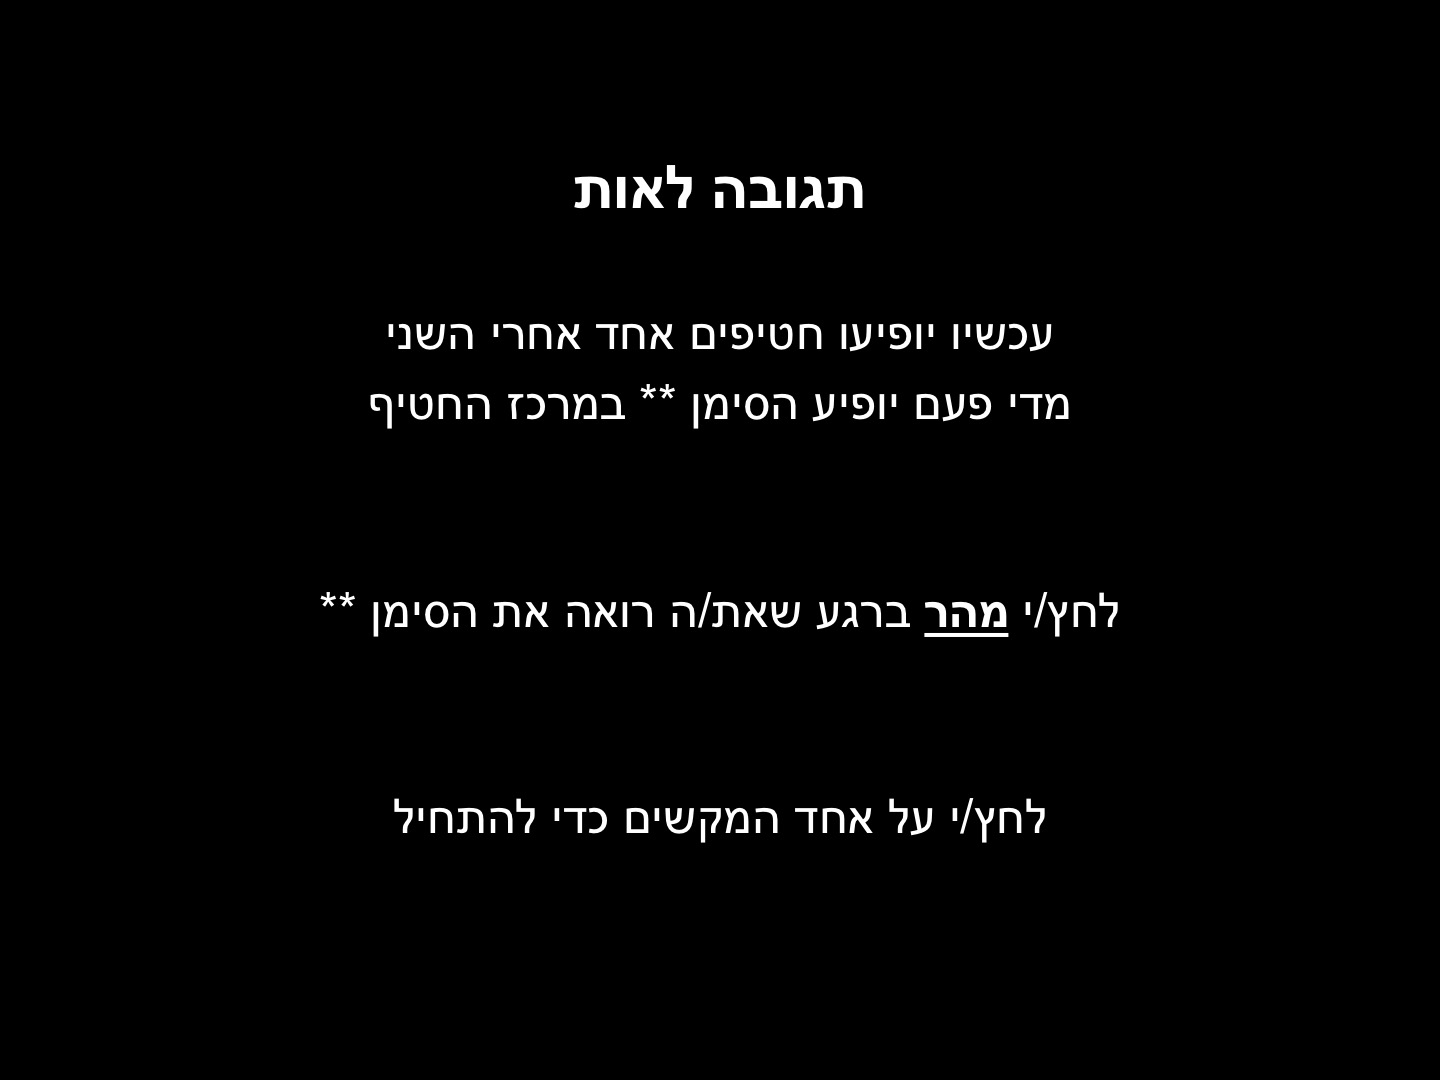 תגובה לאות
עכשיו יופיעו חטיפים אחד אחרי השני
מדי פעם יופיע הסימן ** במרכז החטיף
לחץ/י מהר ברגע שאת/ה רואה את הסימן **
לחץ/י על אחד המקשים כדי להתחיל